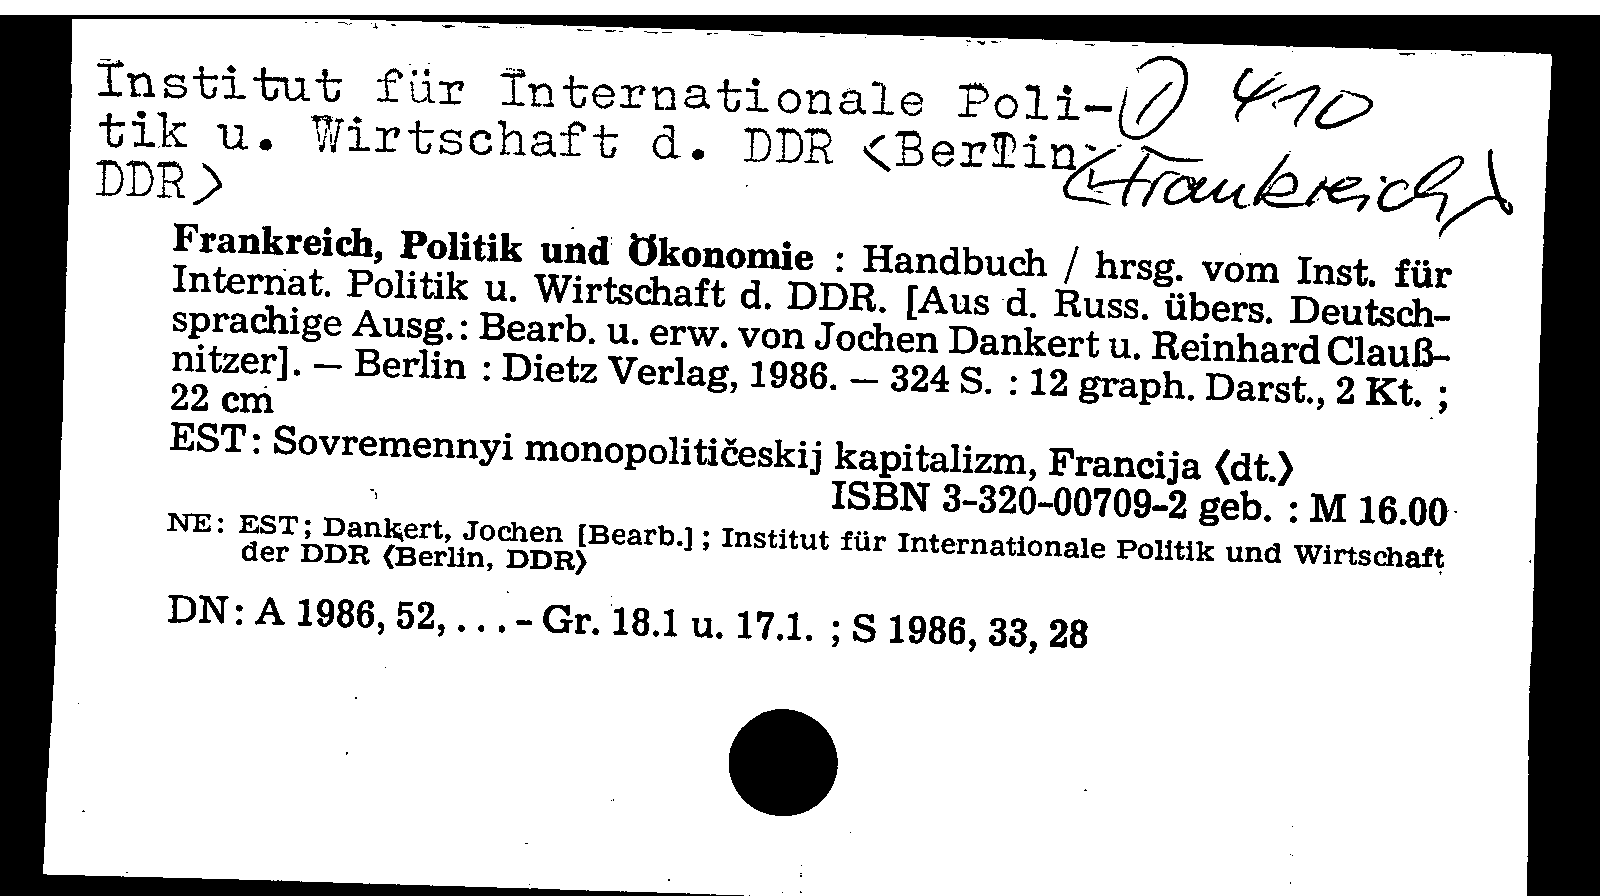 Institut für Internationale Poli- ① 410
tik u. Wirtschaft d. DDR <Berlin,
DDR> <Frankreich>
Frankreich, Politik und Ökonomie : Handbuch / hrsg. vom Inst. für
Internat. Politik u. Wirtschaft d. DDR. [Aus d. Russ. übers. Deutsch-
sprachige Ausg.: Bearb. u. erw. von Jochen Dankert u. Reinhard Clauß-
nitzer]. — Berlin : Dietz Verlag, 1986. — 324 S. : 12 graph. Darst., 2 Kt. ;
22 cm
EST: Sovremennyi monopolitičeskij kapitalizm, Francija ⟨dt.⟩
ISBN 3-320-00709-2 geb. : M 16.00
NE: EST; Dankert, Jochen [Bearb.]; Institut für Internationale Politik und Wirtschaft
der DDR ⟨Berlin, DDR⟩
DN: A 1986, 52, . . . - Gr. 18.1 u. 17.1. ; S 1986, 33, 28